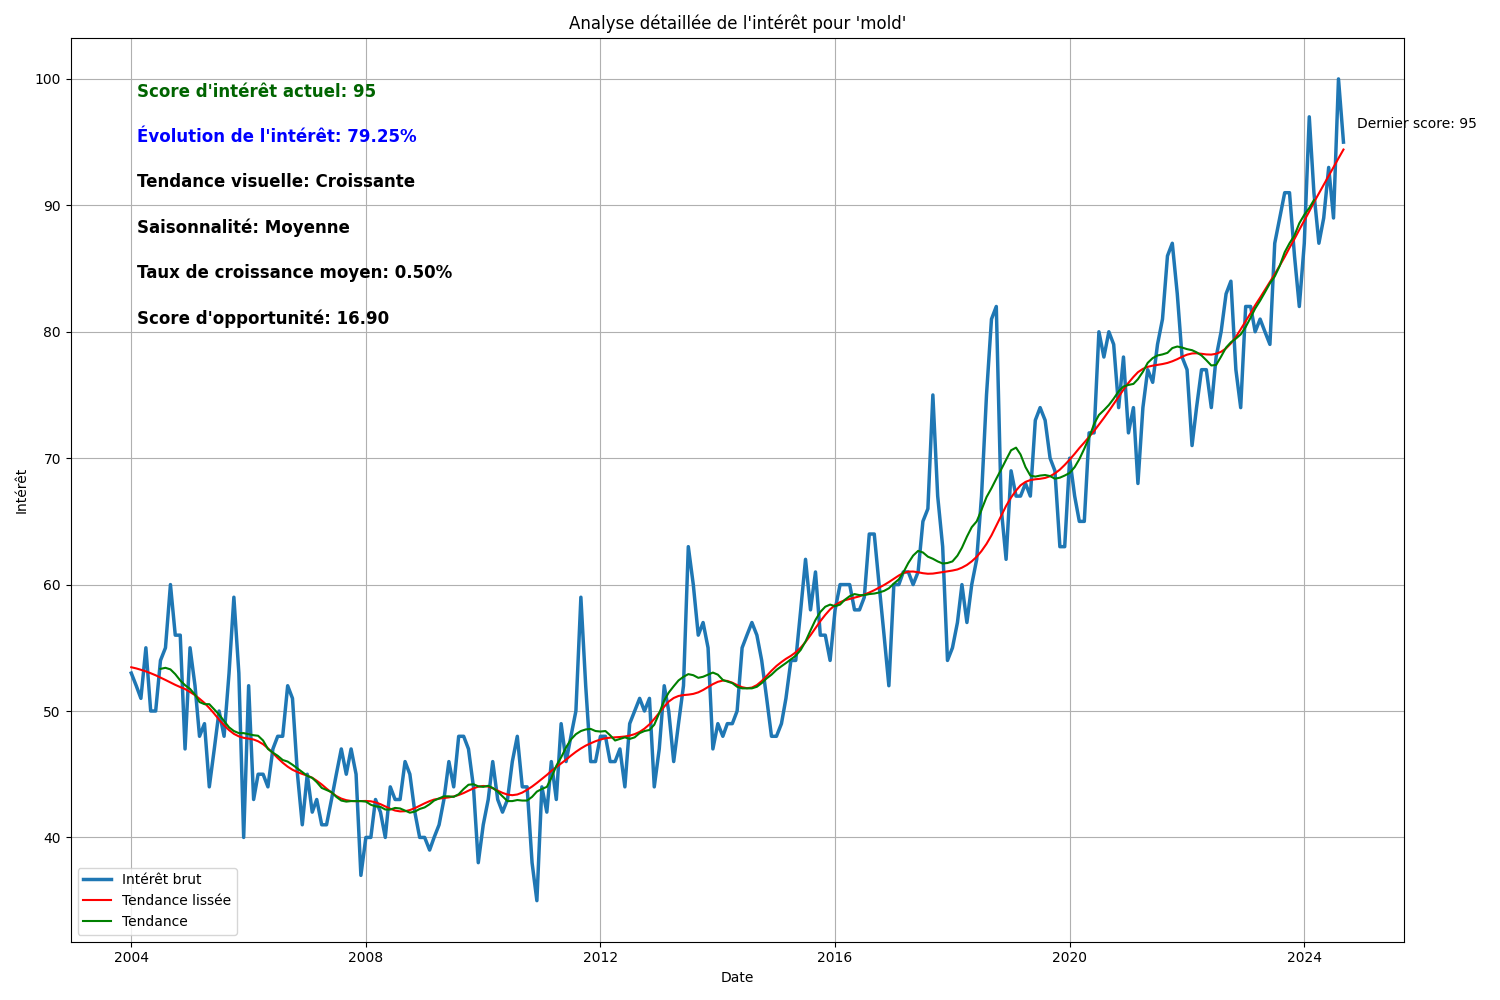 Analyse détaillée de l'intérêt pour 'mold'
100
90
80
70
60
50
40
Intérêt
Score d'intérêt actuel: 95
Évolution de l'intérêt: 79.25%
Tendance visuelle: Croissante
Saisonnalité: Moyenne
Taux de croissance moyen: 0.50%
Score d'opportunité: 16.90
Dernier score: 95
Intérêt brut
Tendance lissée
Tendance
2004
2008
2012
2016
2020
2024
Date